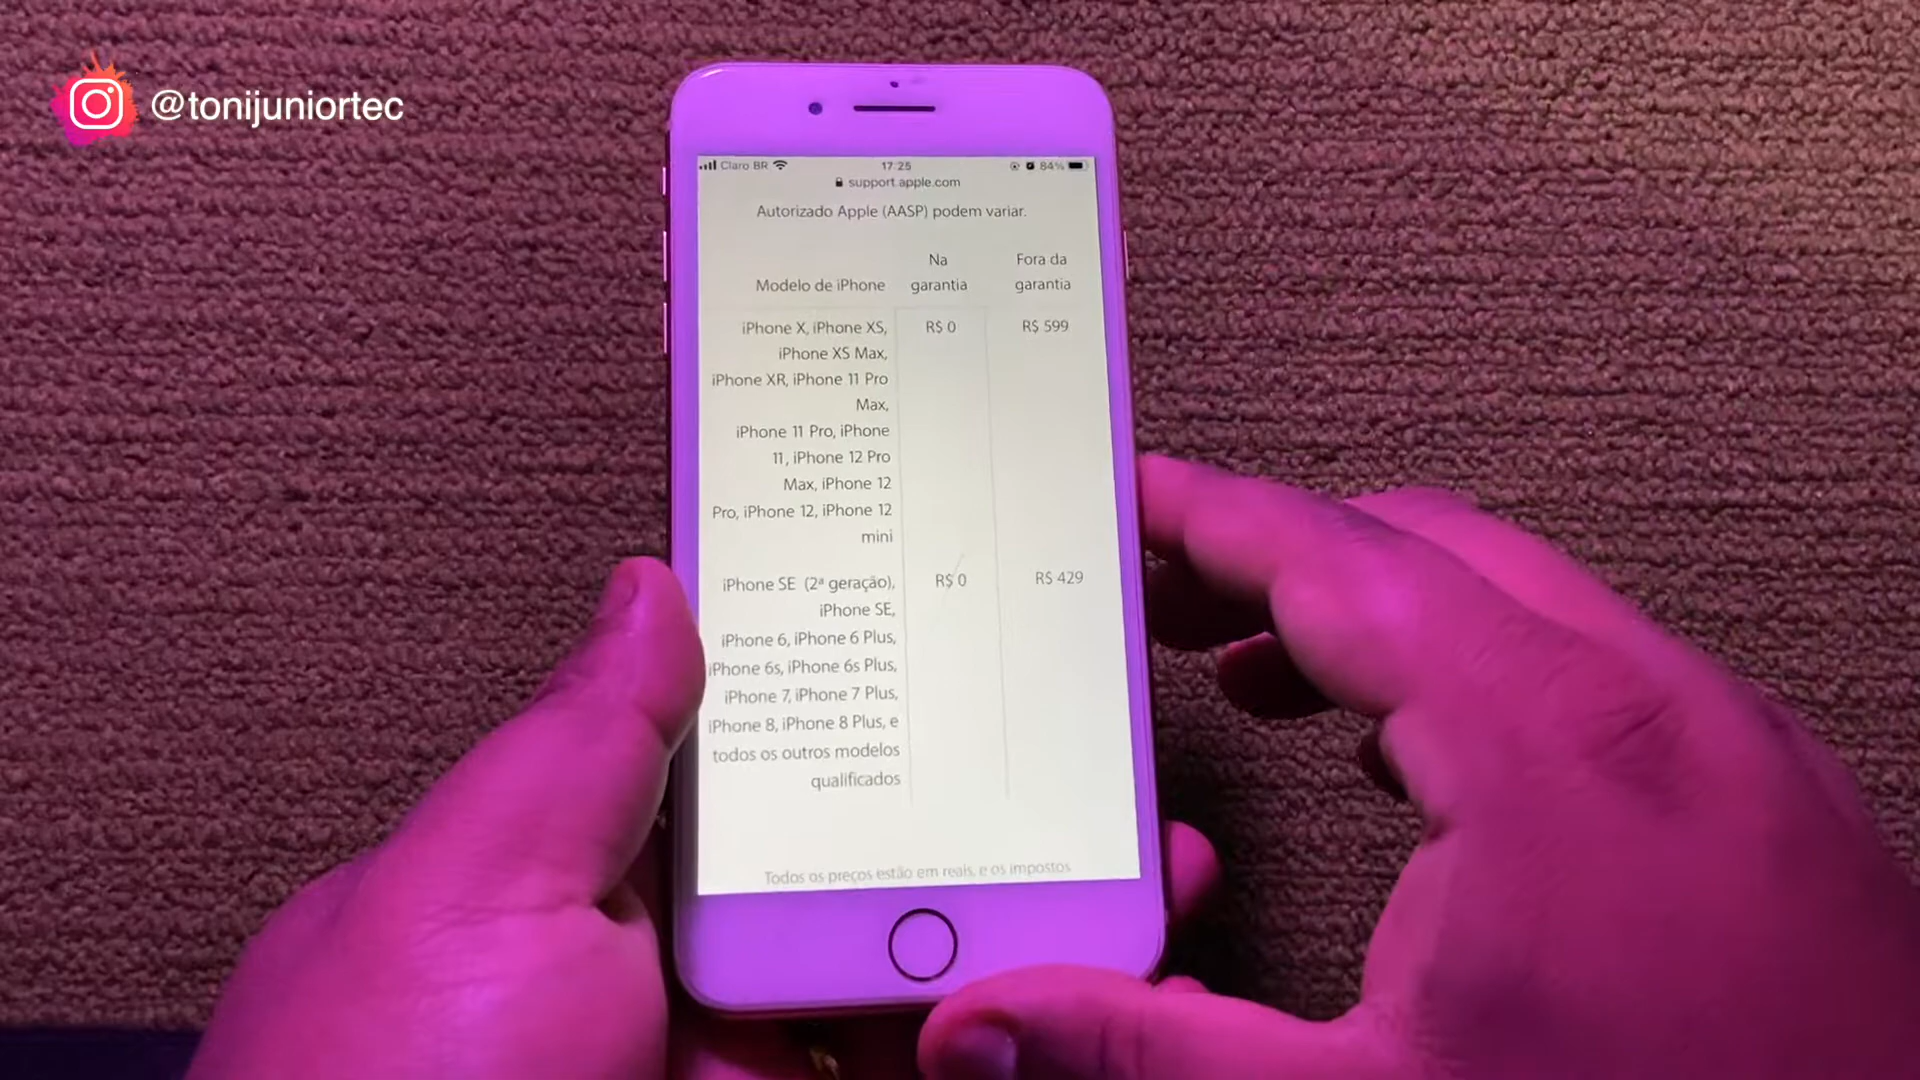 @tonijuniortec
Claro BR
17:25
84%
support.apple.com
Autorizado Apple (AASP) podem variar.
Modelo de iPhone
Na
garantia
Fora da
garantia
iPhone X, iPhone XS,
iPhone XS Max,
iPhone XR, iPhone 11 Pro
Max,
iPhone 11 Pro, iPhone
11, iPhone 12 Pro
Max, iPhone 12
Pro, iPhone 12, iPhone 12
mini
R$ 0
R$ 599
iPhone SE (2ª geração),
iPhone SE,
iPhone 6, iPhone 6 Plus,
iPhone 6s, iPhone 6s Plus,
iPhone 7, iPhone 7 Plus,
iPhone 8, iPhone 8 Plus, e
todos os outros modelos
qualificados
R$ 0
R$ 429
Todos os preços estão em reais, e os impostos